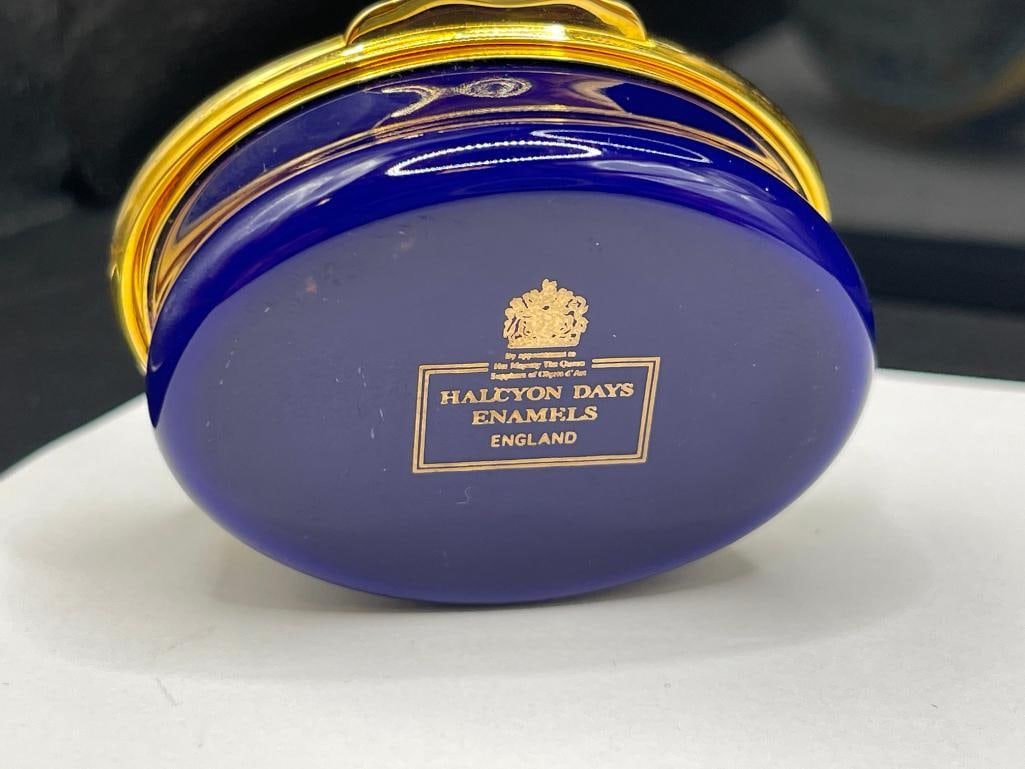 By appointment to
Her Majesty The Queen
Suppliers of Objets d'Art
HALCYON DAYS
ENAMELS
ENGLAND